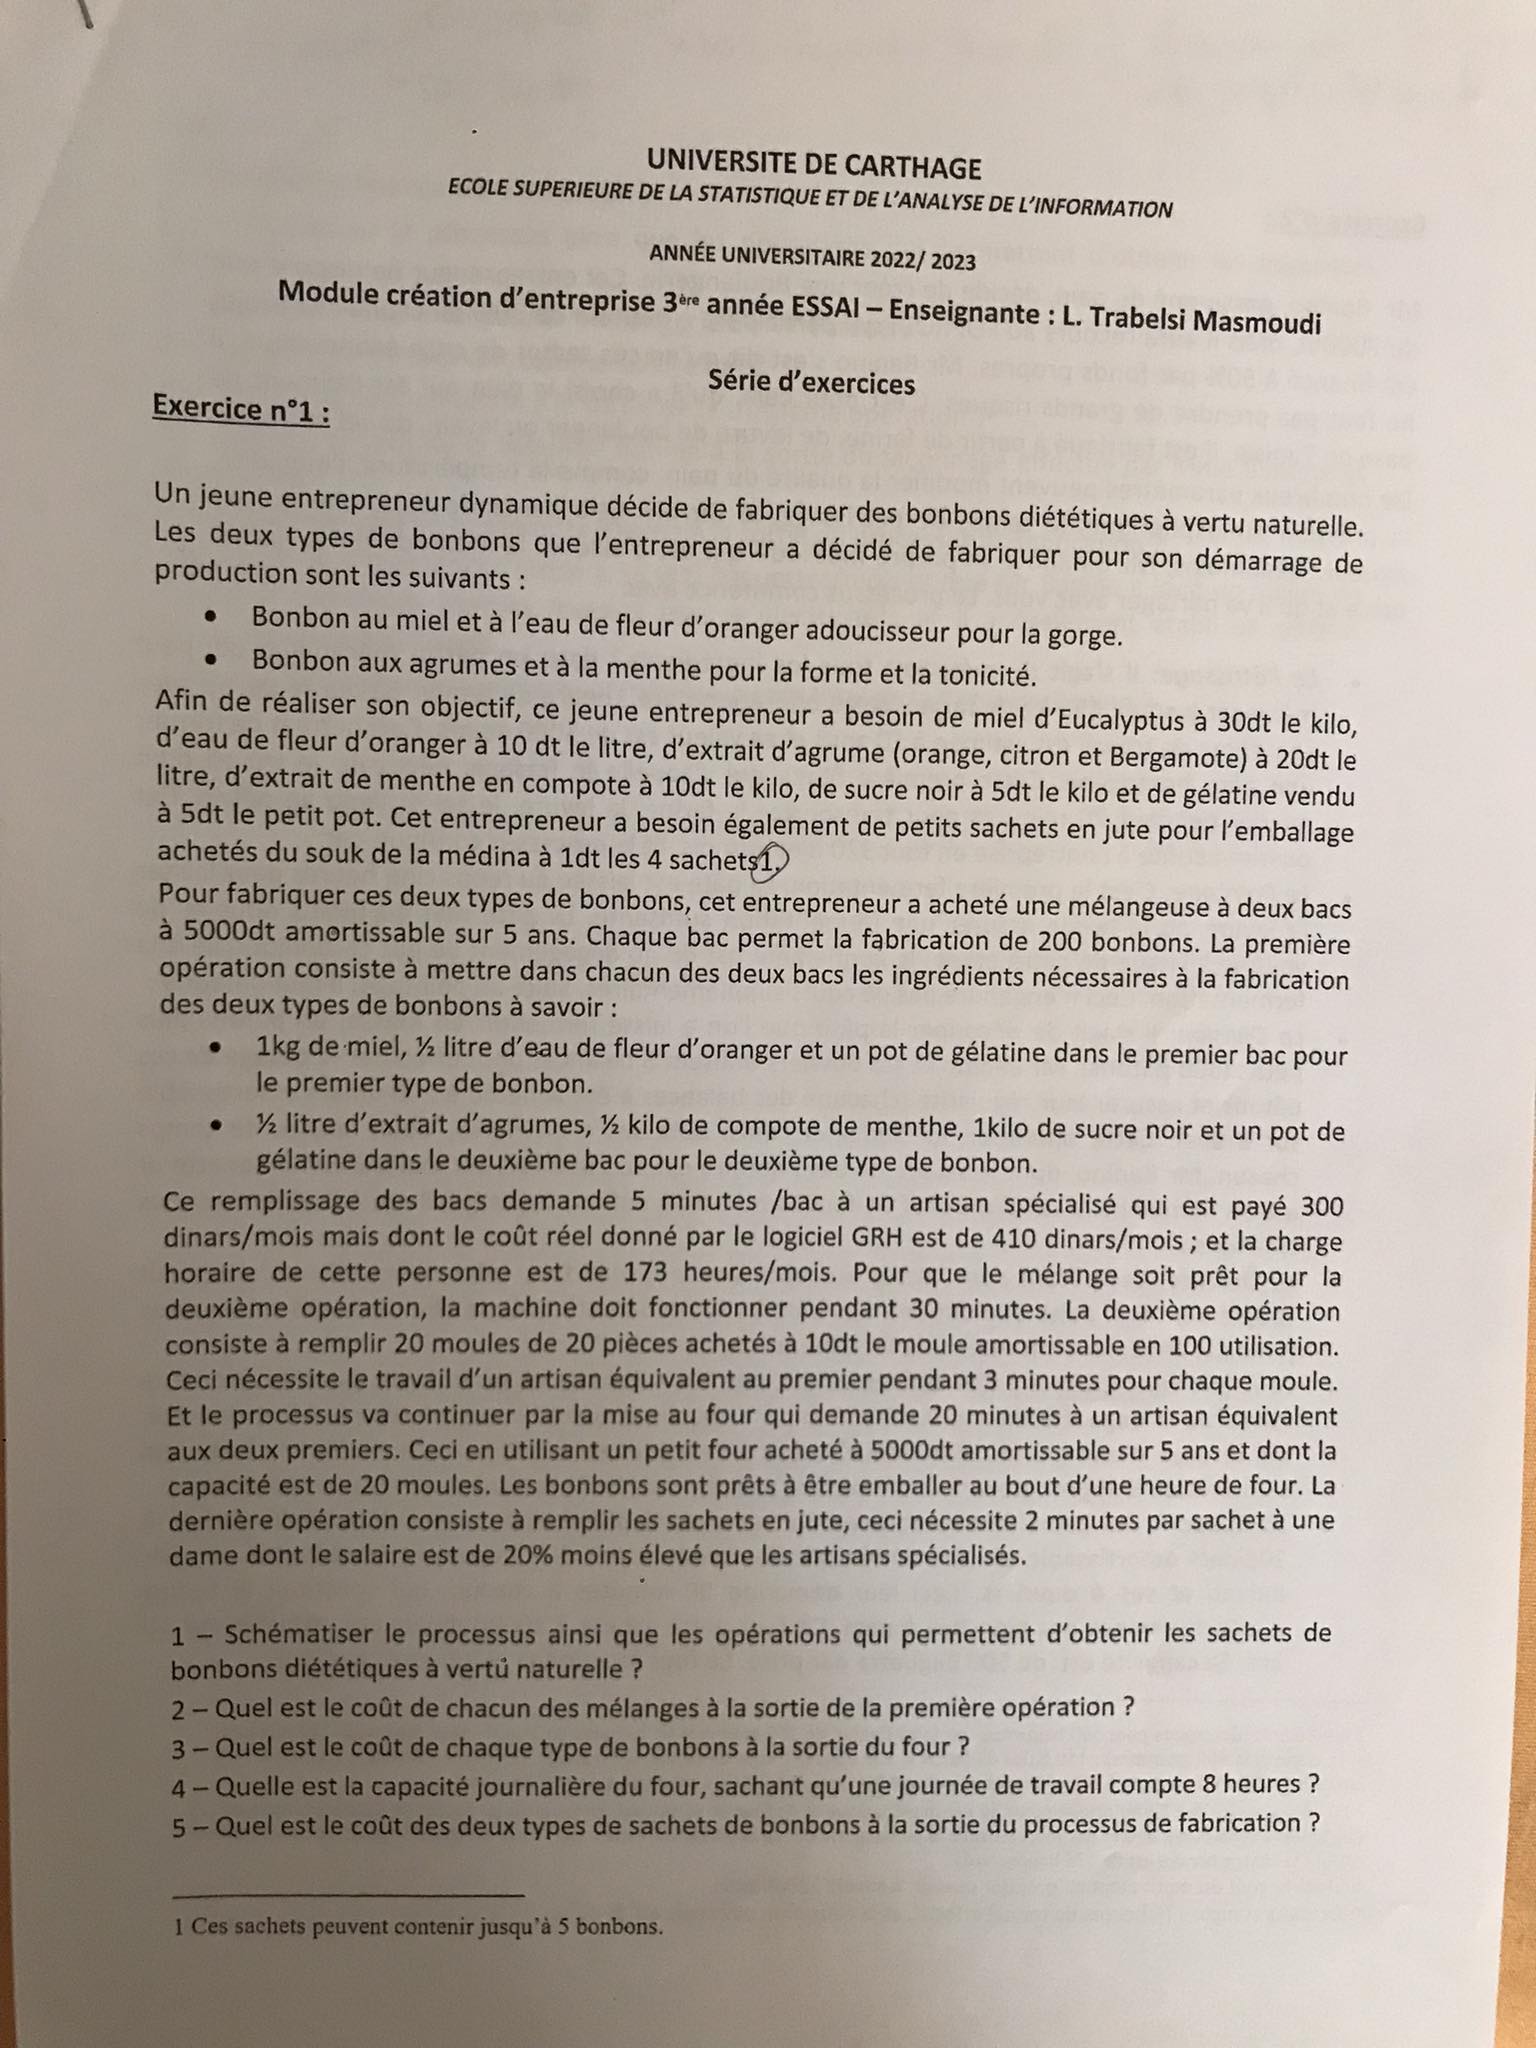 UNIVERSITE DE CARTHAGE
ECOLE SUPERIEURE DE LA STATISTIQUE ET DE L'ANALYSE DE L'INFORMATION
ANNÉE UNIVERSITAIRE 2022/ 2023
Module création d'entreprise 3ère année ESSAI – Enseignante : L. Trabelsi Masmoudi
Série d'exercices
Exercice n°1 :
Un jeune entrepreneur dynamique décide de fabriquer des bonbons diététiques à vertu naturelle.
Les deux types de bonbons que l'entrepreneur a décidé de fabriquer pour son démarrage de
production sont les suivants :
• Bonbon au miel et à l'eau de fleur d'oranger adoucisseur pour la gorge.
• Bonbon aux agrumes et à la menthe pour la forme et la tonicité.
Afin de réaliser son objectif, ce jeune entrepreneur a besoin de miel d'Eucalyptus à 30dt le kilo,
d'eau de fleur d'oranger à 10 dt le litre, d'extrait d'agrume (orange, citron et Bergamote) à 20dt le
litre, d'extrait de menthe en compote à 10dt le kilo, de sucre noir à 5dt le kilo et de gélatine vendu
à 5dt le petit pot. Cet entrepreneur a besoin également de petits sachets en jute pour l'emballage
achetés du souk de la médina à 1dt les 4 sachets1.
Pour fabriquer ces deux types de bonbons, cet entrepreneur a acheté une mélangeuse à deux bacs
à 5000dt amortissable sur 5 ans. Chaque bac permet la fabrication de 200 bonbons. La première
opération consiste à mettre dans chacun des deux bacs les ingrédients nécessaires à la fabrication
des deux types de bonbons à savoir :
• 1kg de miel, ½ litre d'eau de fleur d'oranger et un pot de gélatine dans le premier bac pour
le premier type de bonbon.
• ½ litre d'extrait d'agrumes, ½ kilo de compote de menthe, 1kilo de sucre noir et un pot de
gélatine dans le deuxième bac pour le deuxième type de bonbon.
Ce remplissage des bacs demande 5 minutes /bac à un artisan spécialisé qui est payé 300
dinars/mois mais dont le coût réel donné par le logiciel GRH est de 410 dinars/mois ; et la charge
horaire de cette personne est de 173 heures/mois. Pour que le mélange soit prêt pour la
deuxième opération, la machine doit fonctionner pendant 30 minutes. La deuxième opération
consiste à remplir 20 moules de 20 pièces achetés à 10dt le moule amortissable en 100 utilisation.
Ceci nécessite le travail d'un artisan équivalent au premier pendant 3 minutes pour chaque moule.
Et le processus va continuer par la mise au four qui demande 20 minutes à un artisan équivalent
aux deux premiers. Ceci en utilisant un petit four acheté à 5000dt amortissable sur 5 ans et dont la
capacité est de 20 moules. Les bonbons sont prêts à être emballer au bout d'une heure de four. La
dernière opération consiste à remplir les sachets en jute, ceci nécessite 2 minutes par sachet à une
dame dont le salaire est de 20% moins élevé que les artisans spécialisés.
1 – Schématiser le processus ainsi que les opérations qui permettent d'obtenir les sachets de
bonbons diététiques à vertu naturelle ?
2 – Quel est le coût de chacun des mélanges à la sortie de la première opération ?
3 – Quel est le coût de chaque type de bonbons à la sortie du four ?
4 – Quelle est la capacité journalière du four, sachant qu'une journée de travail compte 8 heures ?
5 – Quel est le coût des deux types de sachets de bonbons à la sortie du processus de fabrication ?
1 Ces sachets peuvent contenir jusqu'à 5 bonbons.